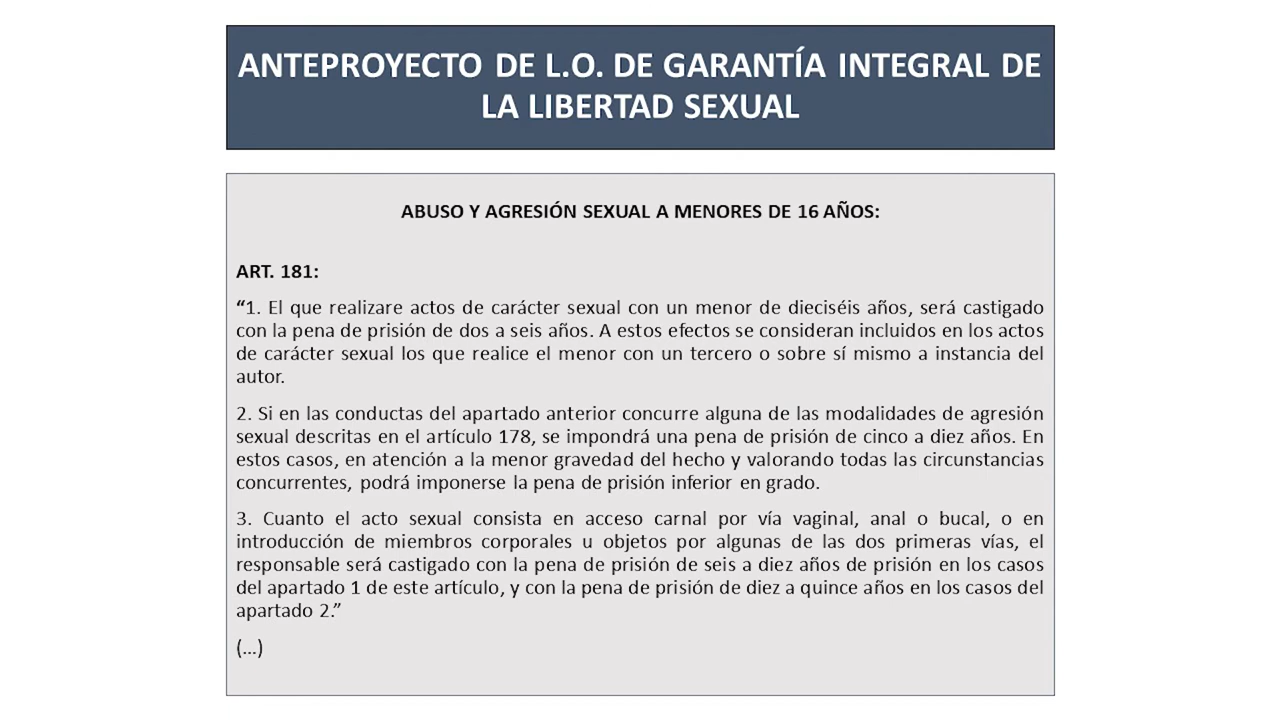 ANTEPROYECTO DE L.O. DE GARANTÍA INTEGRAL DE
LA LIBERTAD SEXUAL
ABUSO Y AGRESIÓN SEXUAL A MENORES DE 16 AÑOS:
ART. 181:
“1. El que realizare actos de carácter sexual con un menor de dieciséis años, será castigado
con la pena de prisión de dos a seis años. A estos efectos se consideran incluidos en los actos
de carácter sexual los que realice el menor con un tercero o sobre sí mismo a instancia del
autor.
2. Si en las conductas del apartado anterior concurre alguna de las modalidades de agresión
sexual descritas en el artículo 178, se impondrá una pena de prisión de cinco a diez años. En
estos casos, en atención a la menor gravedad del hecho y valorando todas las circunstancias
concurrentes, podrá imponerse la pena de prisión inferior en grado.
3. Cuanto el acto sexual consista en acceso carnal por vía vaginal, anal o bucal, o en
introducción de miembros corporales u objetos por algunas de las dos primeras vías, el
responsable será castigado con la pena de prisión de seis a diez años de prisión en los casos
del apartado 1 de este artículo, y con la pena de prisión de diez a quince años en los casos del
apartado 2.”
(...)